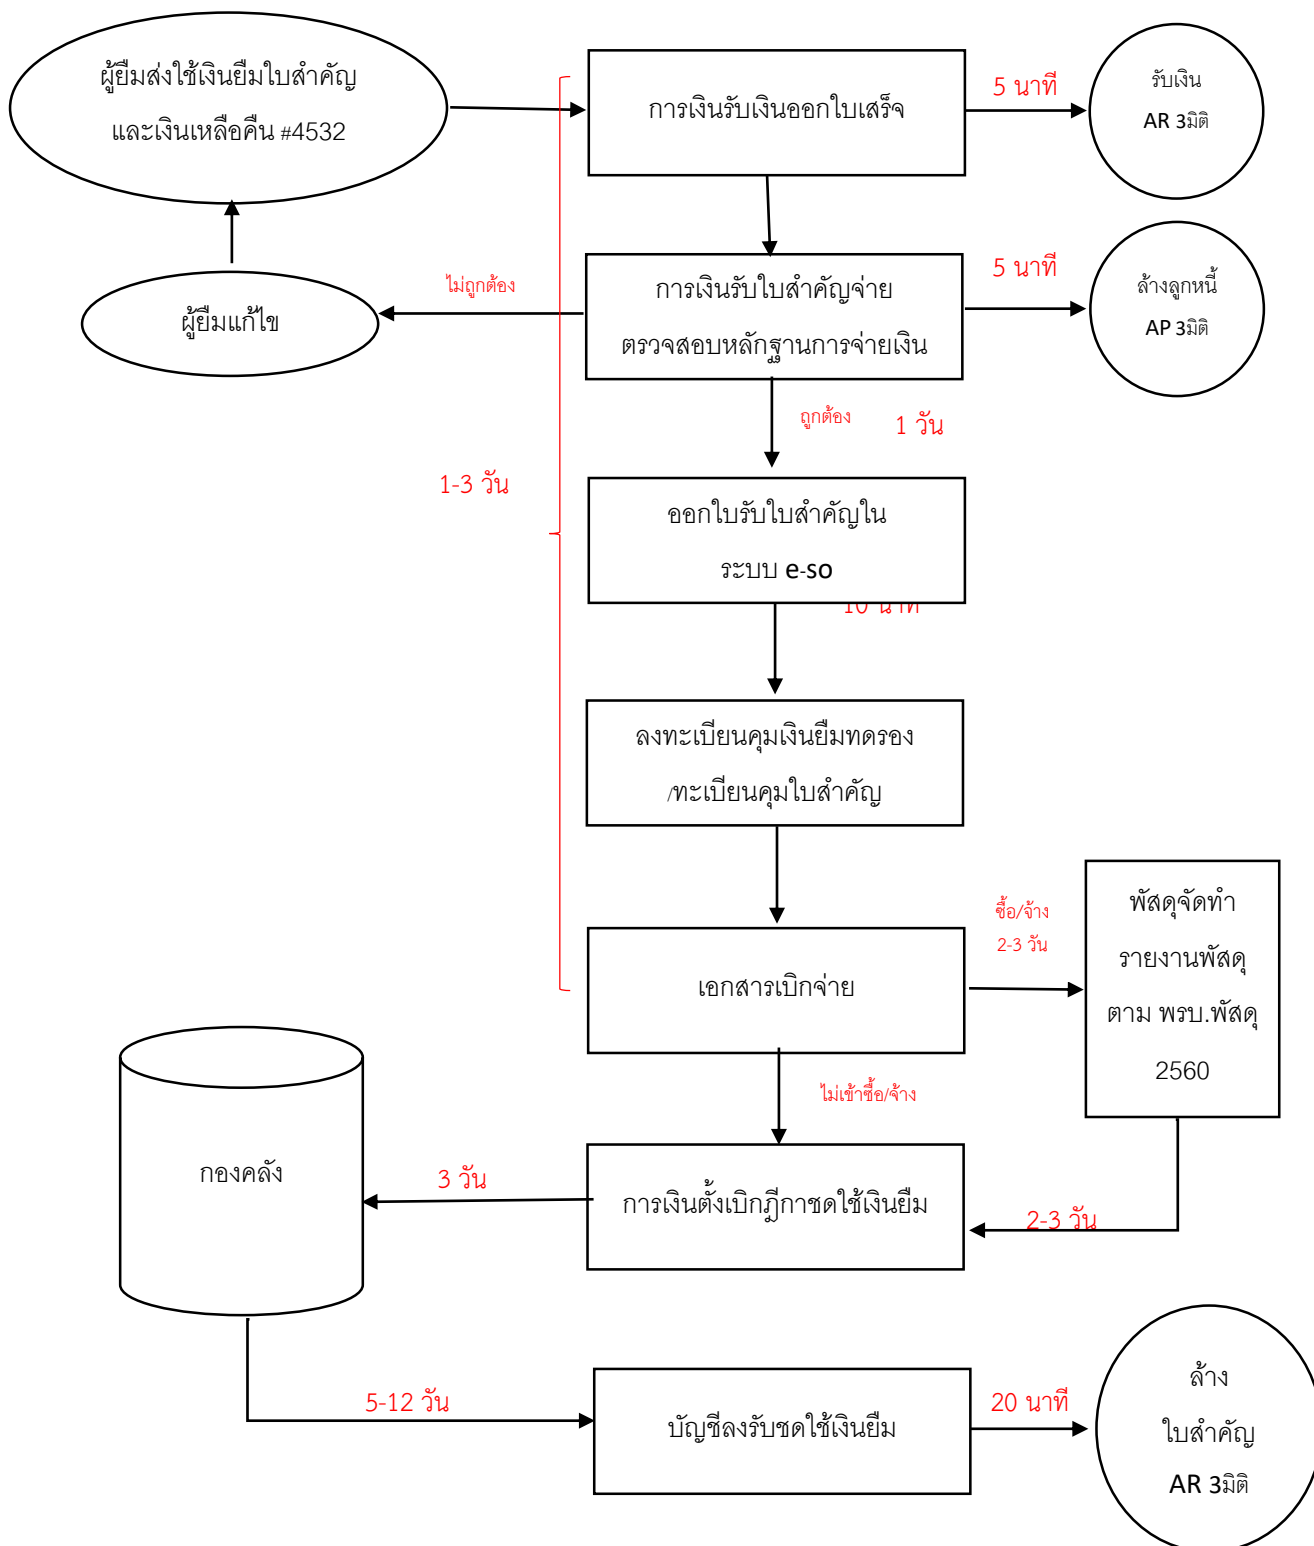 ผู้ยืมส่งใช้เงินยืมใบสำคัญ
และเงินเหลือคืน #4532
การเงินรับเงินออกใบเสร็จ
5 นาที
รับเงิน
AR 3มิติ
ผู้ยืมแก้ไข
ไม่ถูกต้อง
การเงินรับใบสำคัญจ่าย
ตรวจสอบหลักฐานการจ่ายเงิน
5 นาที
ล้างลูกหนี้
AP 3มิติ
ถูกต้อง
1 วัน
1-3 วัน
ออกใบรับใบสำคัญใน
ระบบ e-so
10 นาที
ลงทะเบียนคุมเงินยืมทดรอง
/ทะเบียนคุมใบสำคัญ
เอกสารเบิกจ่าย
ซื้อ/จ้าง
2-3 วัน
พัสดุจัดทำ
รายงานพัสดุ
ตาม พรบ.พัสดุ
2560
ไม่เข้าซื้อ/จ้าง
กองคลัง
3 วัน
การเงินตั้งเบิกฎีกาชดใช้เงินยืม
2-3 วัน
5-12 วัน
บัญชีลงรับชดใช้เงินยืม
20 นาที
ล้าง
ใบสำคัญ
AR 3มิติ